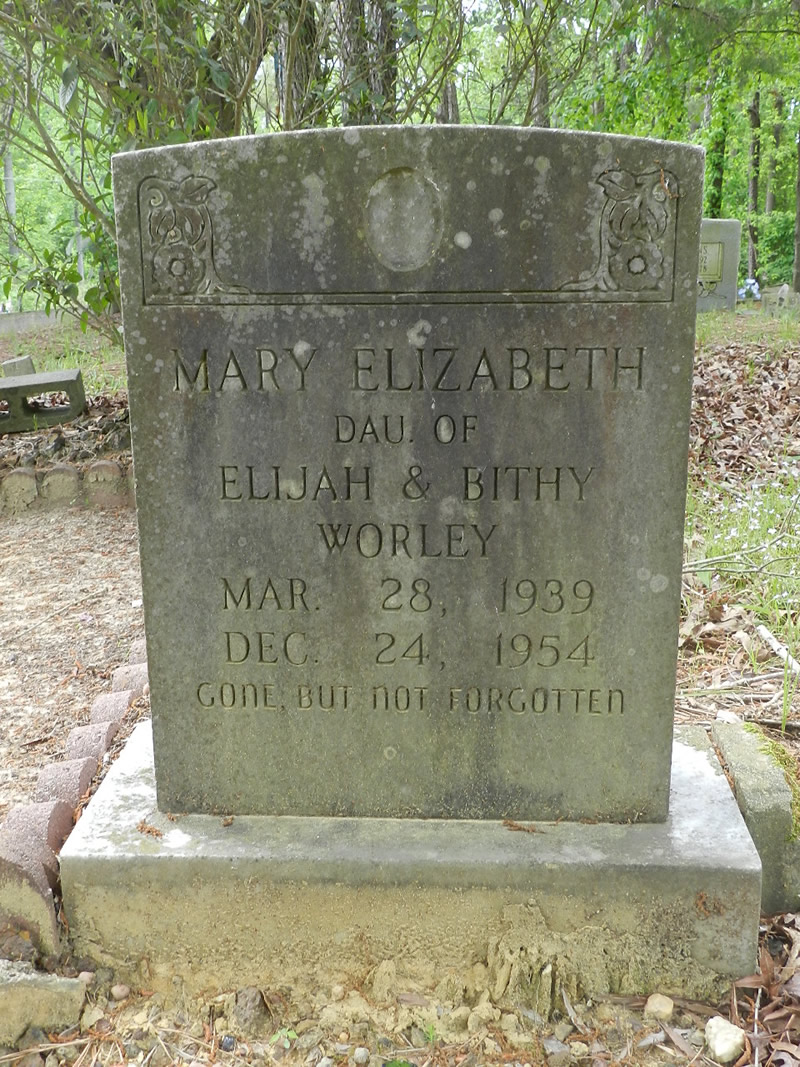 MARY ELIZABETH
DAU. OF
ELIJAH & BITHY
WORLEY
MAR. 28, 1939
DEC. 24, 1954
GONE, BUT NOT FORGOTTEN